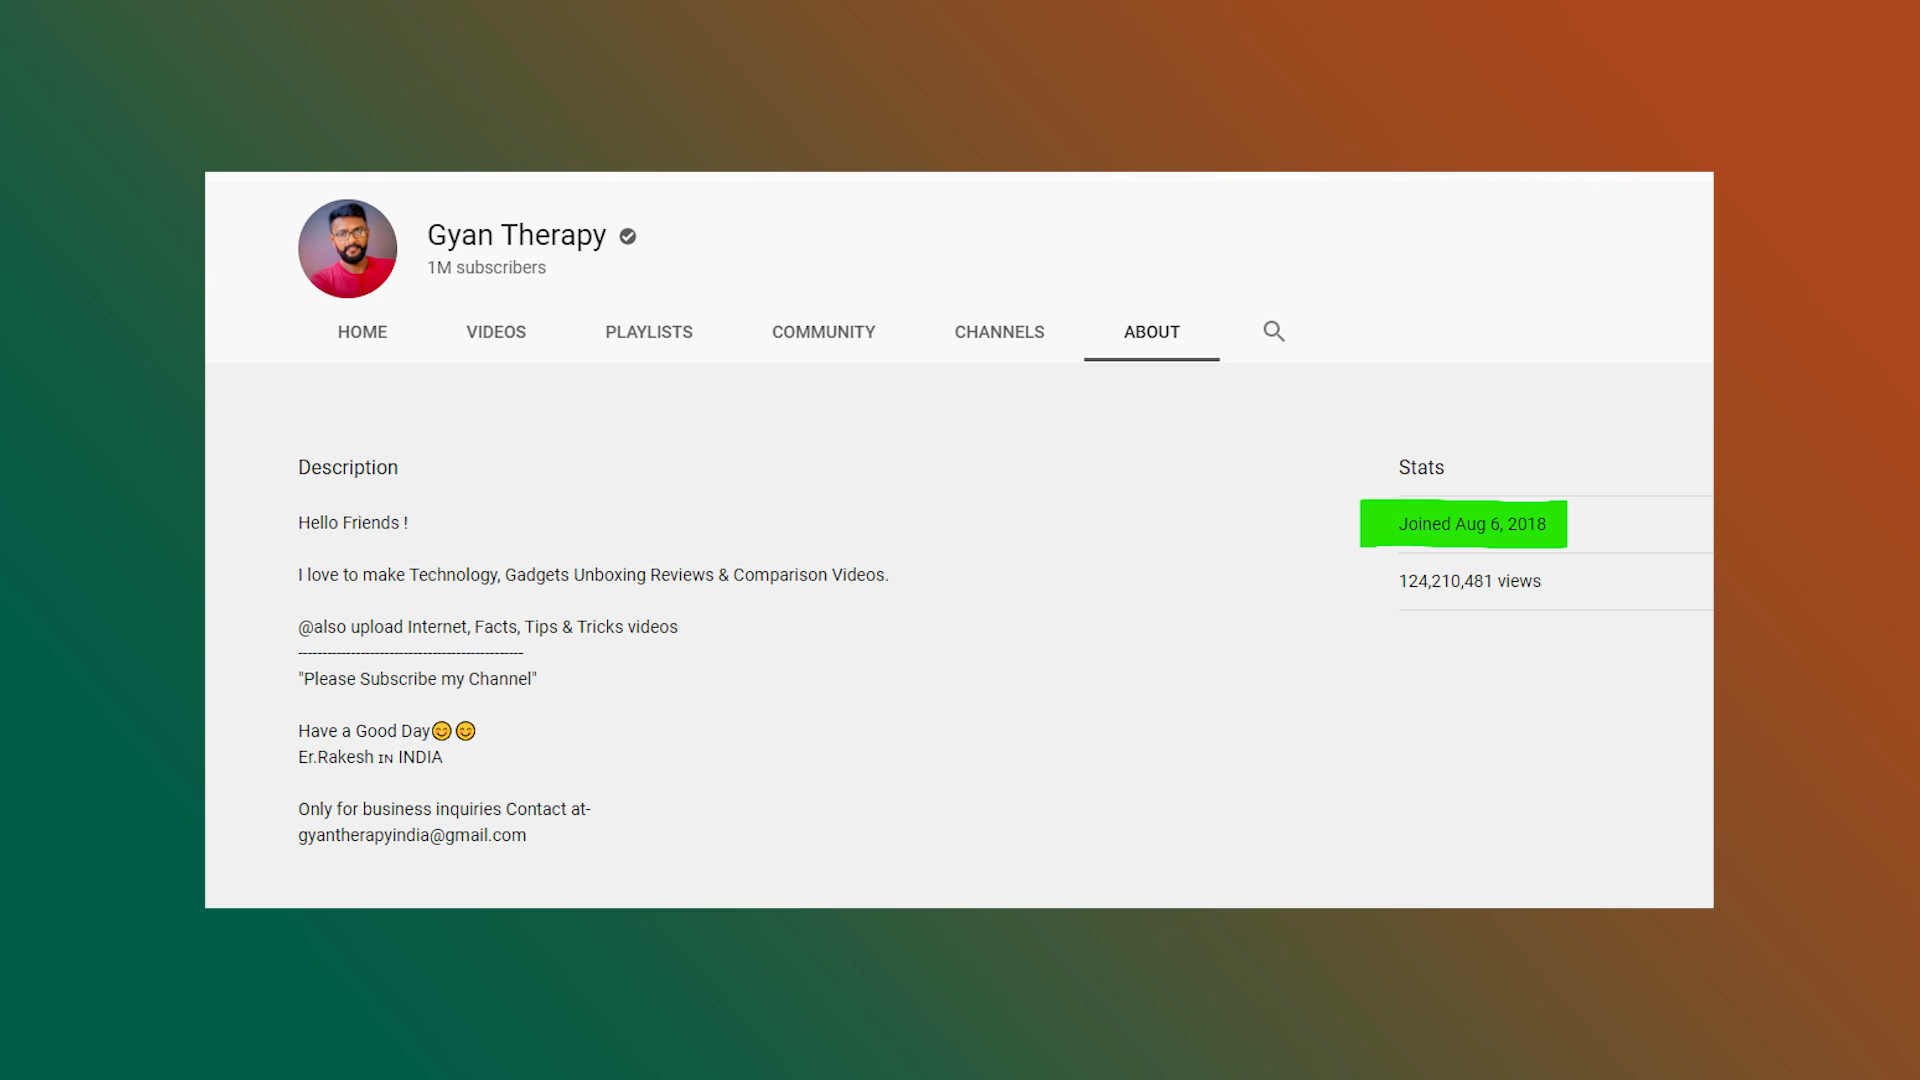 Gyan Therapy
1M subscribers
HOME VIDEOS PLAYLISTS COMMUNITY CHANNELS ABOUT
Description
Hello Friends !
I love to make Technology, Gadgets Unboxing Reviews & Comparison Videos.
@also upload Internet, Facts, Tips & Tricks videos
-----------------------------------------------
"Please Subscribe my Channel"
Have a Good Day😊😊
Er.Rakesh ɪɴ INDIA
Only for business inquiries Contact at-
gyantherapyindia@gmail.com
Stats
Joined Aug 6, 2018
124,210,481 views